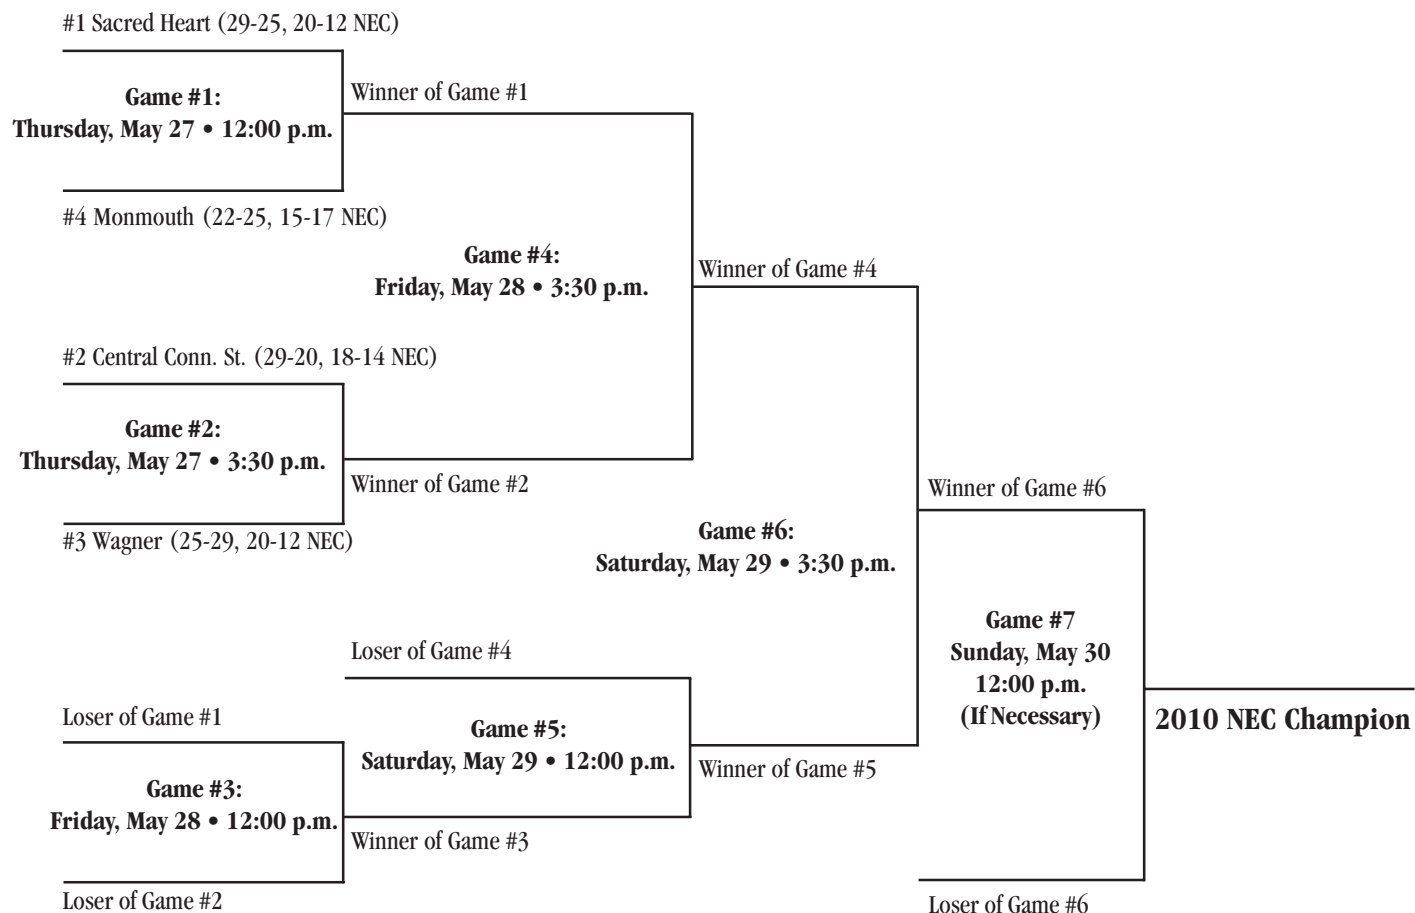 #1 Sacred Heart (29-25, 20-12 NEC)
Game #1:
Thursday, May 27 • 12:00 p.m.
Winner of Game #1
#4 Monmouth (22-25, 15-17 NEC)
Game #4:
Friday, May 28 • 3:30 p.m.
Winner of Game #4
#2 Central Conn. St. (29-20, 18-14 NEC)
Game #2:
Thursday, May 27 • 3:30 p.m.
Winner of Game #2
#3 Wagner (25-29, 20-12 NEC)
Game #6:
Saturday, May 29 • 3:30 p.m.
Winner of Game #6
Game #7
Sunday, May 30
12:00 p.m.
(If Necessary)
2010 NEC Champion
Loser of Game #4
Game #5:
Saturday, May 29 • 12:00 p.m.
Winner of Game #5
Loser of Game #1
Game #3:
Friday, May 28 • 12:00 p.m.
Winner of Game #3
Loser of Game #2
Loser of Game #6